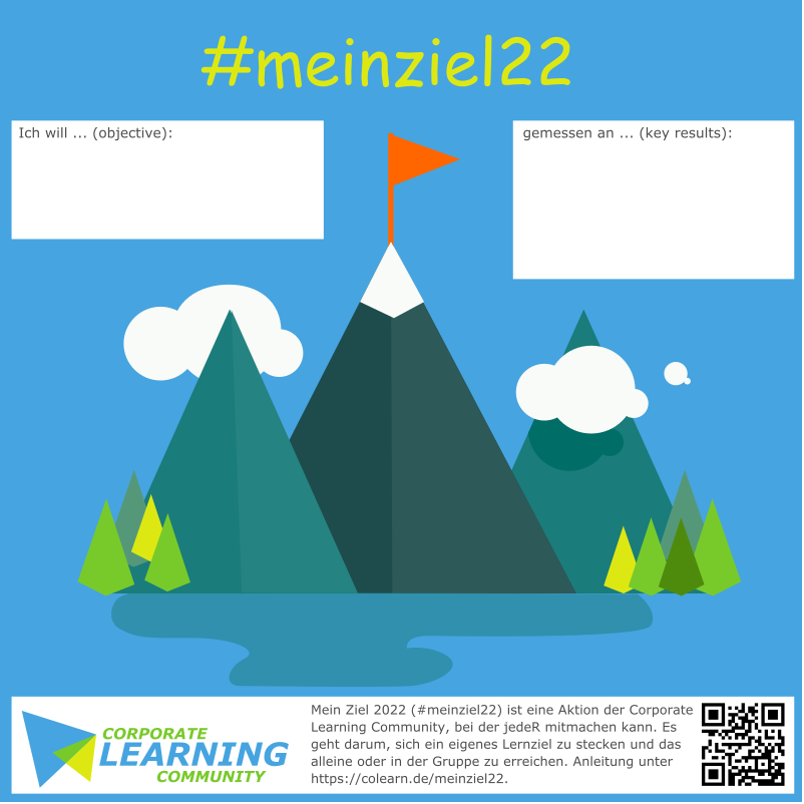 #meinziel22
Ich will ... (objective):
gemessen an ... (key results):
CORPORATE
LEARNING
COMMUNITY
Mein Ziel 2022 (#meinziel22) ist eine Aktion der Corporate
Learning Community, bei der jedeR mitmachen kann. Es
geht darum, sich ein eigenes Lernziel zu stecken und das
alleine oder in der Gruppe zu erreichen. Anleitung unter
https://colearn.de/meinziel22.